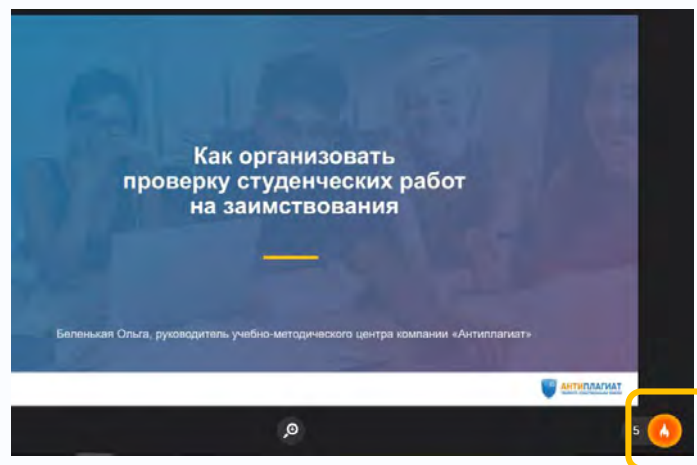 Как организовать
проверку студенческих работ
на заимствования
Беленькая Ольга, руководитель учебно-методического центра компании «Антиплагиат»
АНТИПЛАГИАТ
5